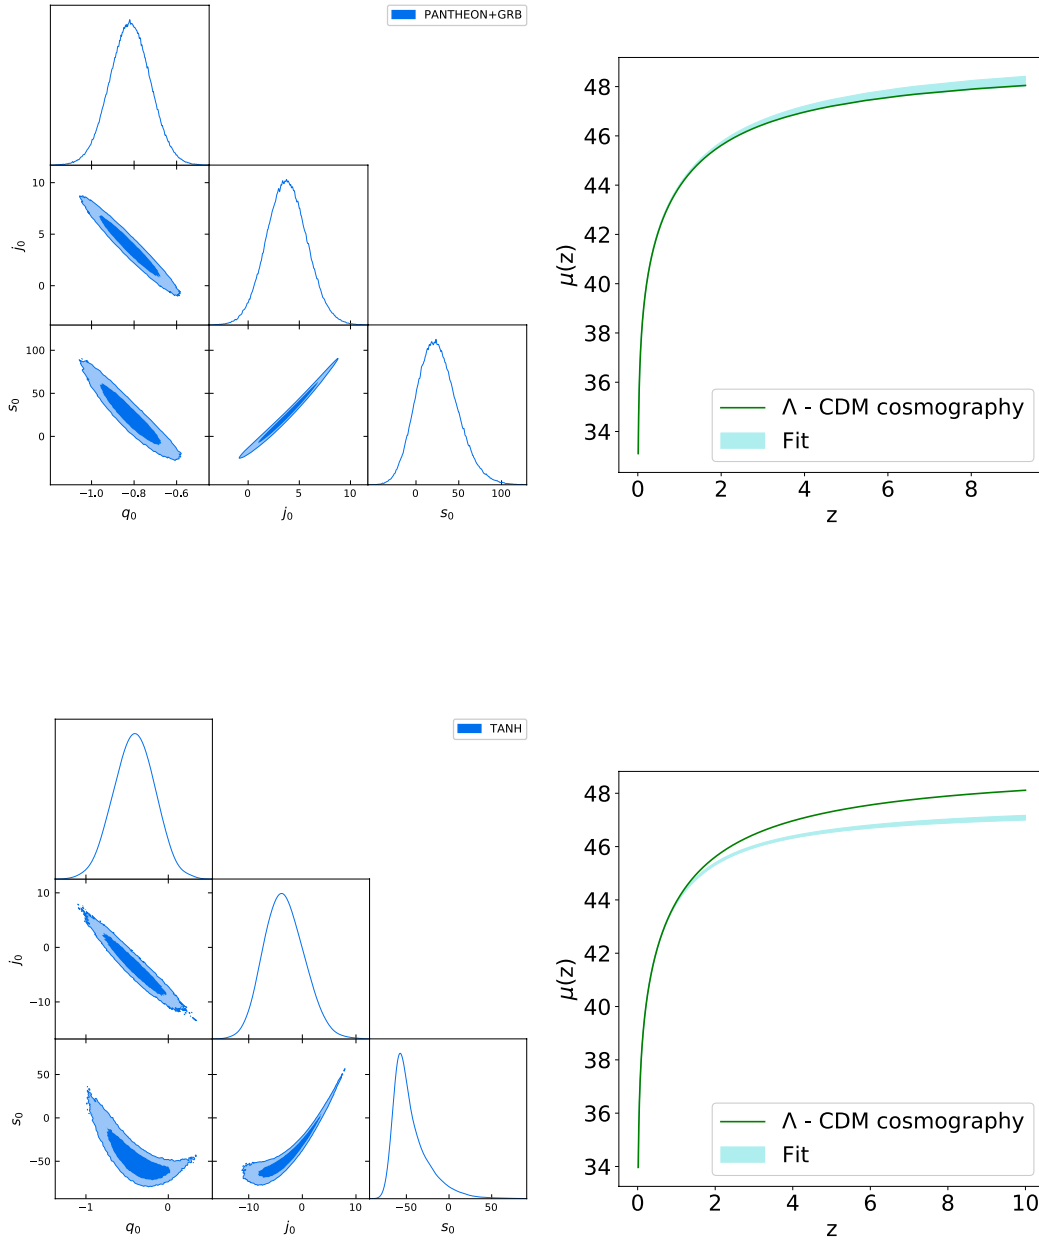 PANTHEON+GRB
10
5
0
j₀
100
50
0
s₀
−1.0 −0.8 −0.6
q₀
0 5 10
j₀
0 50 100
s₀
48
46
44
42
40
38
36
34
μ(z)
Λ - CDM cosmography
Fit
0 2 4 6 8
z
TANH
10
0
−10
j₀
50
0
−50
s₀
−1 0
q₀
−10 0 10
j₀
−50 0 50
s₀
48
46
44
42
40
38
36
34
μ(z)
Λ - CDM cosmography
Fit
0 2 4 6 8 10
z